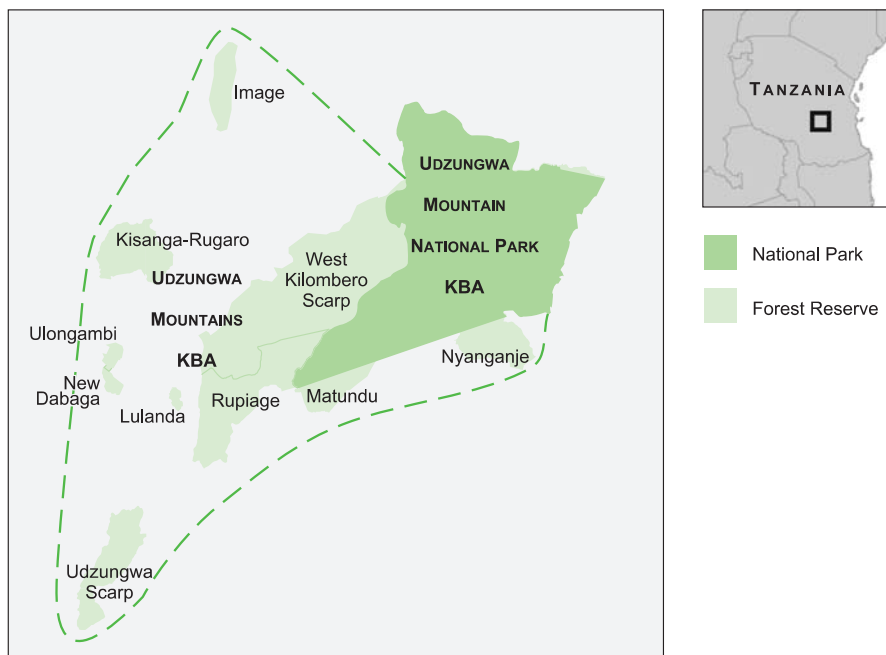 Image
UDZUNGWA
MOUNTAIN
NATIONAL PARK
KBA
Kisanga-Rugaro
West
Kilombero
Scarp
UDZUNGWA
MOUNTAINS
KBA
Ulongambi
New
Dabaga
Lulanda
Rupiage
Matundu
Nyanganje
Udzungwa
Scarp
TANZANIA
National Park
Forest Reserve